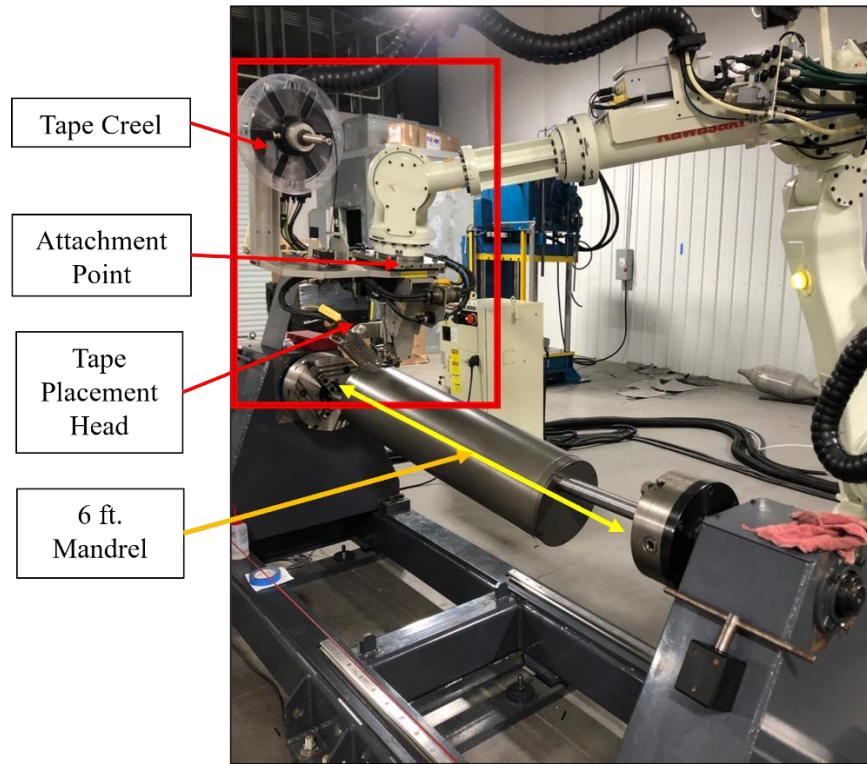 Tape Creel
Attachment
Point
Tape
Placement
Head
6 ft.
Mandrel
Kawasaki